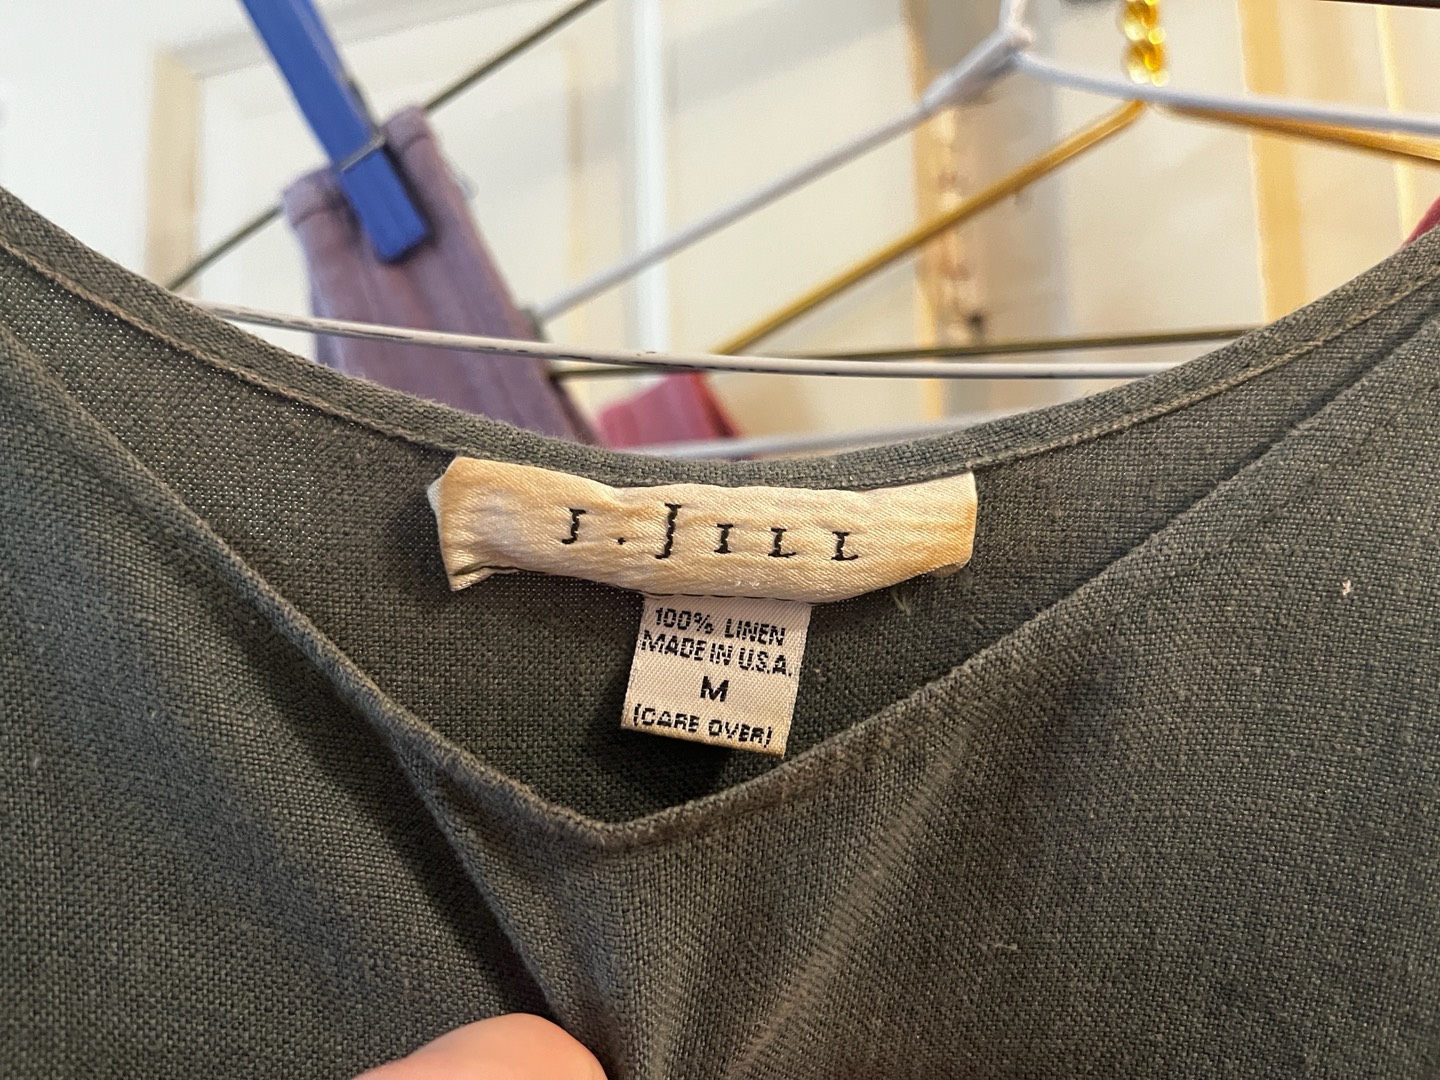 J. JILL
100% LINEN
MADE IN U.S.A.
M
(CARE OVER)